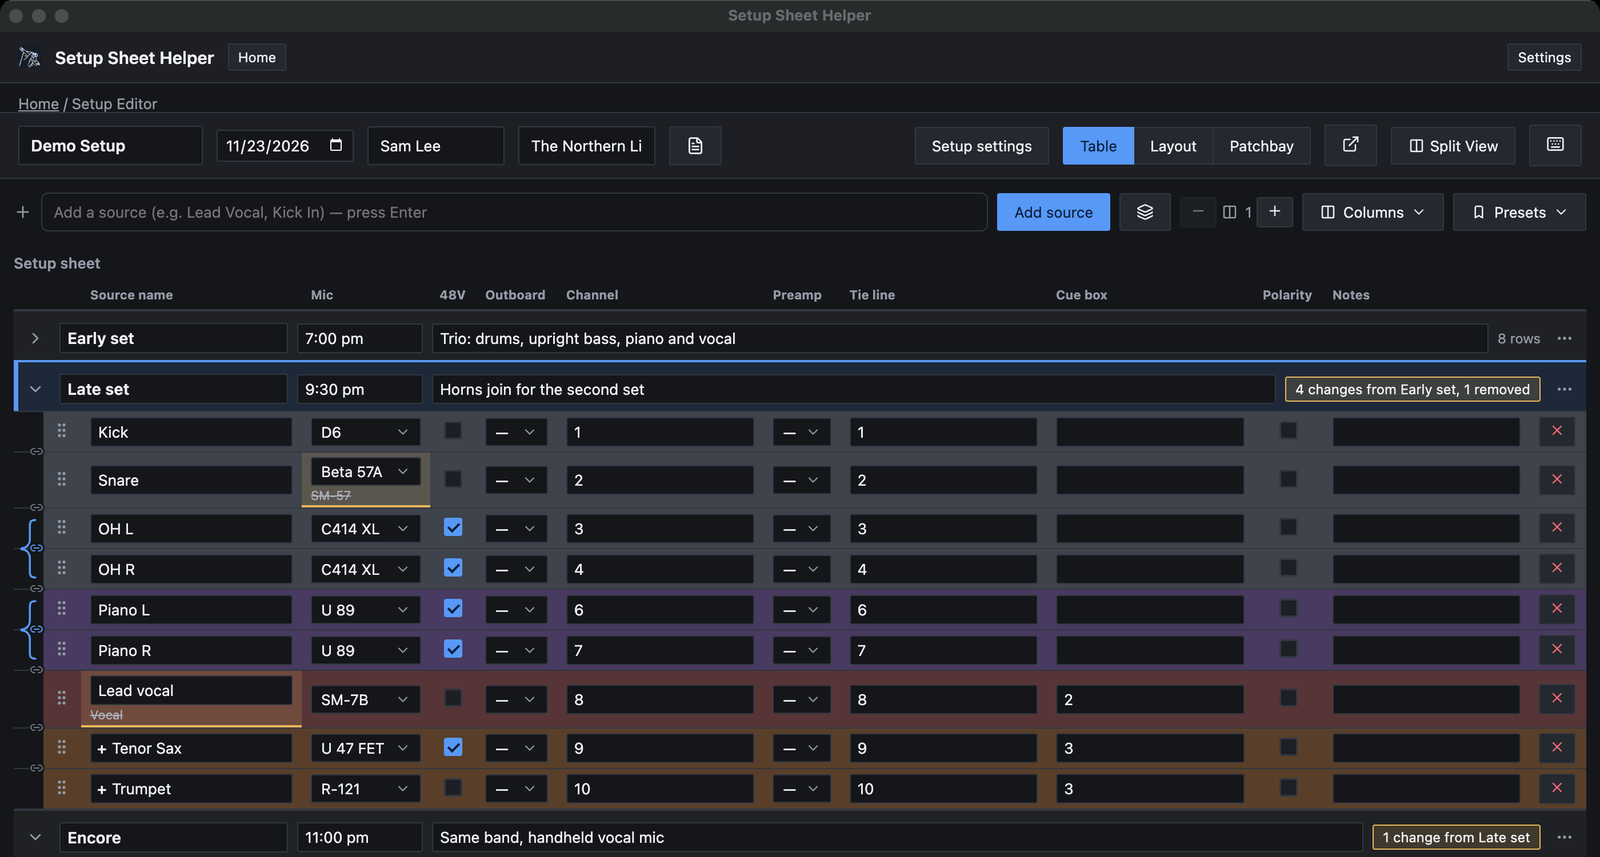 Setup Sheet Helper
Setup Sheet Helper Home Settings
Home / Setup Editor
Demo Setup 11/23/2026 Sam Lee The Northern Li Setup settings Table Layout Patchbay Split View
+ Add a source (e.g. Lead Vocal, Kick In) — press Enter Add source − 1 + Columns Presets
Setup sheet
Source name Mic 48V Outboard Channel Preamp Tie line Cue box Polarity Notes
Early set 7:00 pm Trio: drums, upright bass, piano and vocal 8 rows ...
Late set 9:30 pm Horns join for the second set 4 changes from Early set, 1 removed ...
Kick D6 — 1 — 1
Snare Beta 57A — 2 — 2
SM-57
OH L C414 XL — 3 — 3
OH R C414 XL — 4 — 4
Piano L U 89 — 6 — 6
Piano R U 89 — 7 — 7
Lead vocal SM-7B — 8 — 8 2
Vocal
+ Tenor Sax U 47 FET — 9 — 9 3
+ Trumpet R-121 — 10 — 10 3
Encore 11:00 pm Same band, handheld vocal mic 1 change from Late set ...